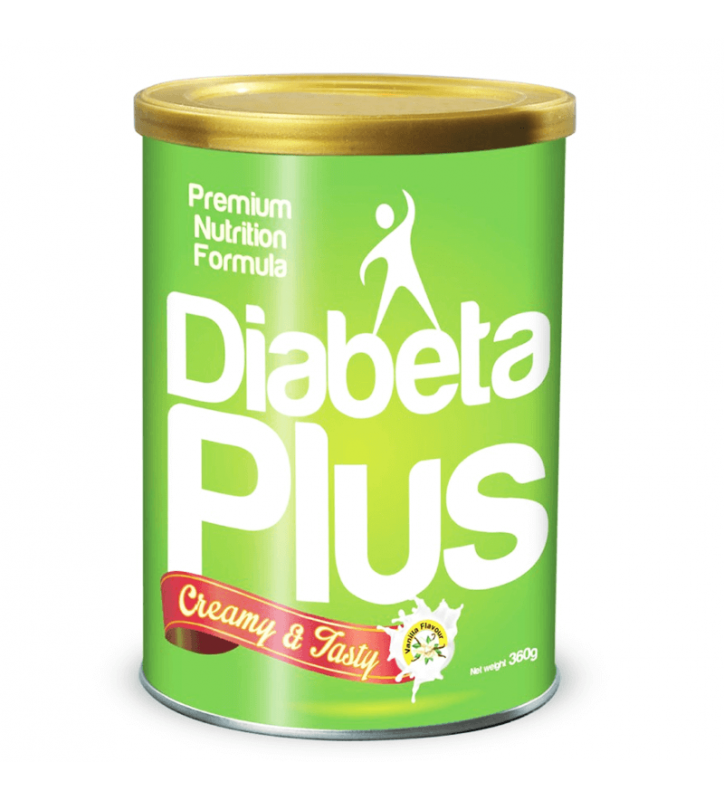 Premium
Nutrition
Formula
Diabeta
Plus
Creamy & Tasty
Vanilla Flavour
Net weight 360g